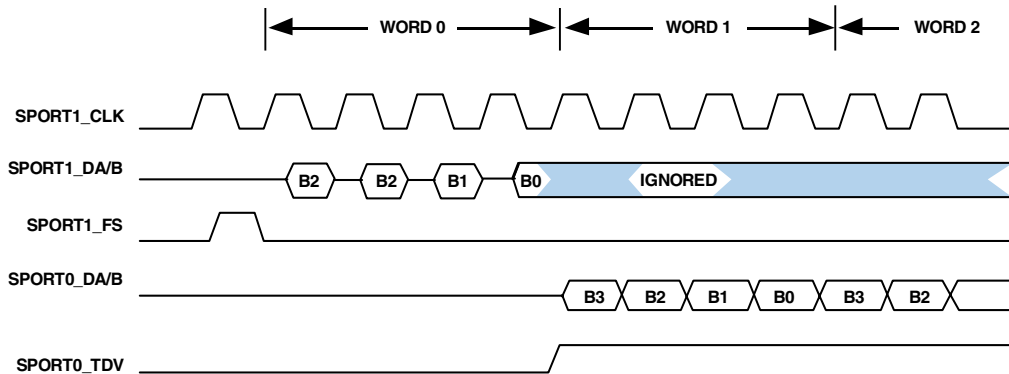 WORD 0 WORD 1 WORD 2
SPORT1_CLK
SPORT1_DA/B B2 B2 B1 B0 IGNORED
SPORT1_FS
SPORT0_DA/B B3 B2 B1 B0 B3 B2
SPORT0_TDV